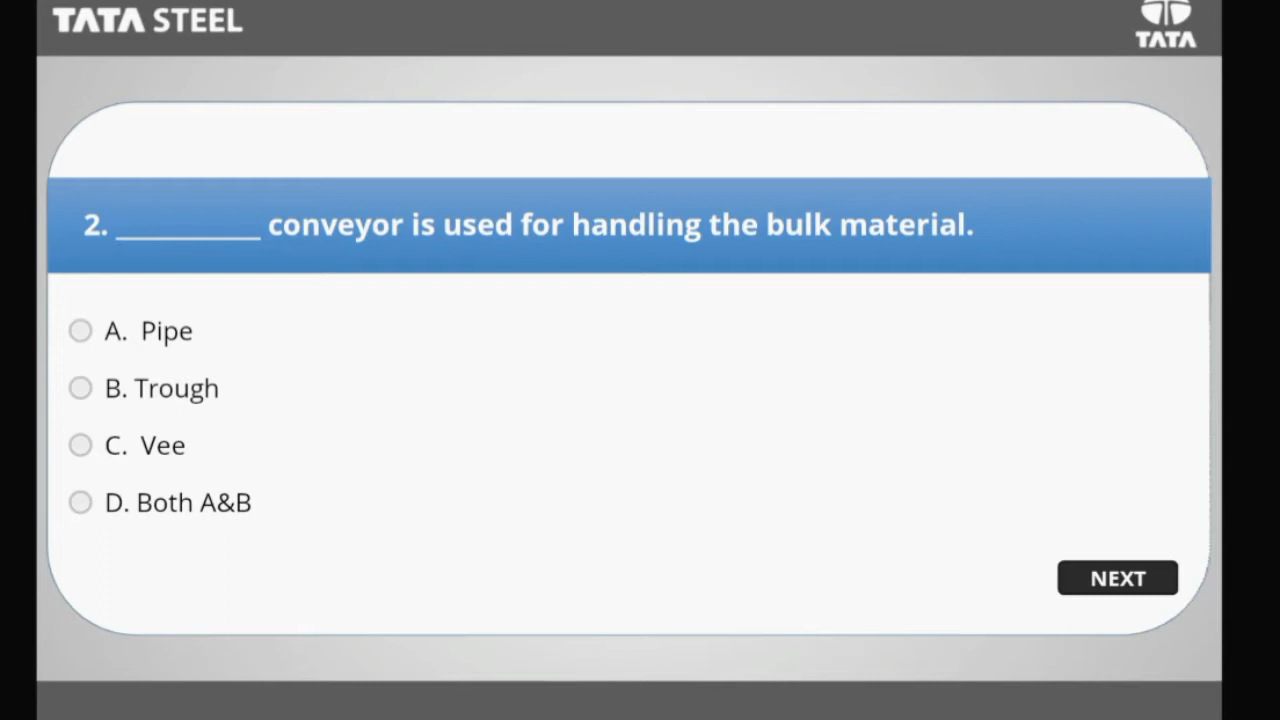 TATA STEEL
TATA
2. __________ conveyor is used for handling the bulk material.
A. Pipe
B. Trough
C. Vee
D. Both A&B
NEXT